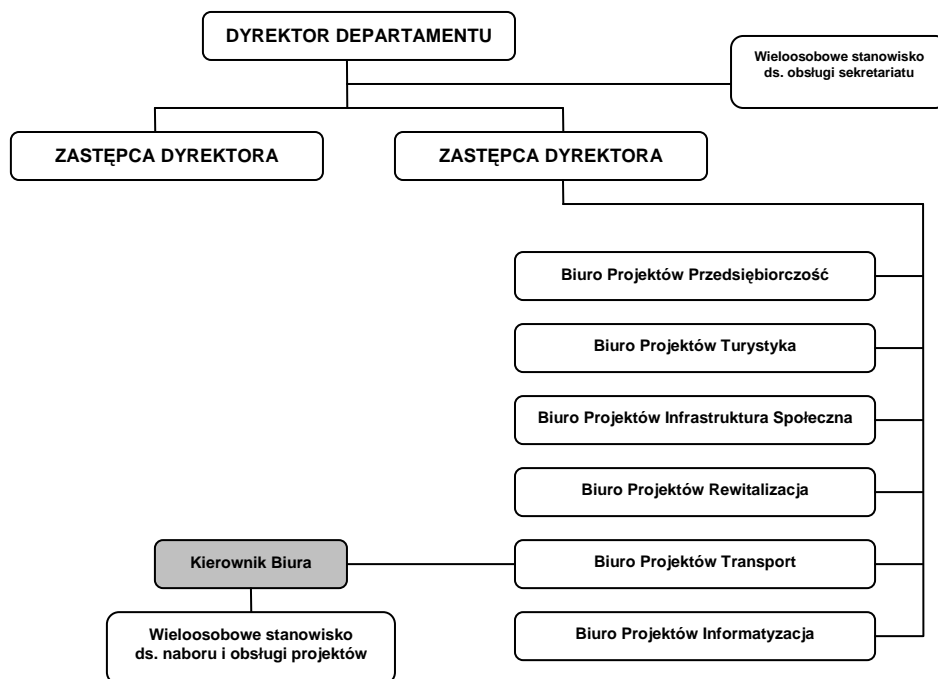 DYREKTOR DEPARTAMENTU
Wieloosobowe stanowisko
ds. obsługi sekretariatu
ZASTĘPCA DYREKTORA
ZASTĘPCA DYREKTORA
Biuro Projektów Przedsiębiorczość
Biuro Projektów Turystyka
Biuro Projektów Infrastruktura Społeczna
Biuro Projektów Rewitalizacja
Kierownik Biura
Biuro Projektów Transport
Wieloosobowe stanowisko
ds. naboru i obsługi projektów
Biuro Projektów Informatyzacja